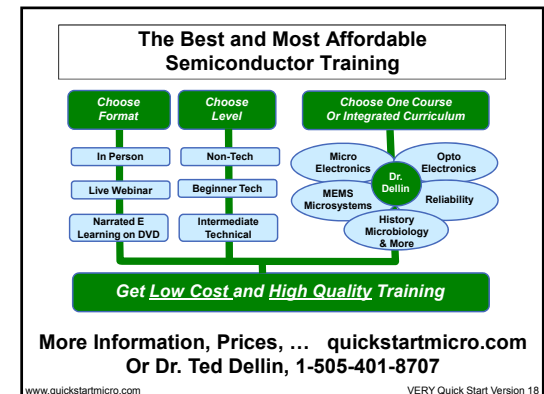 The Best and Most Affordable
Semiconductor Training
Choose
Format
Choose
Level
Choose One Course
Or Integrated Curriculum
In Person
Live Webinar
Narrated E
Learning on DVD
Non-Tech
Beginner Tech
Intermediate
Technical
Micro
Electronics
Opto
Electronics
Dr.
Dellin
MEMS
Microsystems
Reliability
History
Microbiology
& More
Get Low Cost and High Quality Training
More Information, Prices, … quickstartmicro.com
Or Dr. Ted Dellin, 1-505-401-8707
www.quickstartmicro.com
VERY Quick Start Version 18